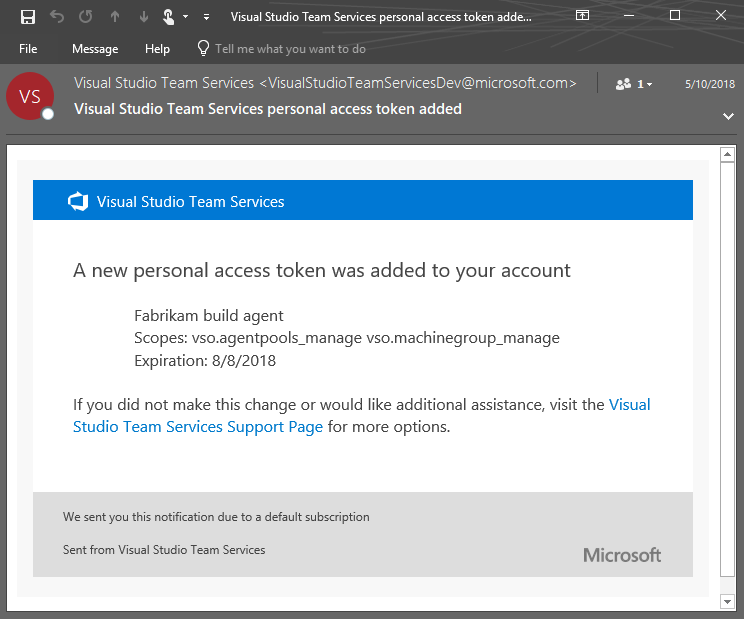 Visual Studio Team Services personal access token adde...
File Message Help Tell me what you want to do
VS
Visual Studio Team Services <VisualStudioTeamServicesDev@microsoft.com> 1 5/10/2018
Visual Studio Team Services personal access token added
Visual Studio Team Services
A new personal access token was added to your account
Fabrikam build agent
Scopes: vso.agentpools_manage vso.machinegroup_manage
Expiration: 8/8/2018
If you did not make this change or would like additional assistance, visit the Visual
Studio Team Services Support Page for more options.
We sent you this notification due to a default subscription
Sent from Visual Studio Team Services
Microsoft